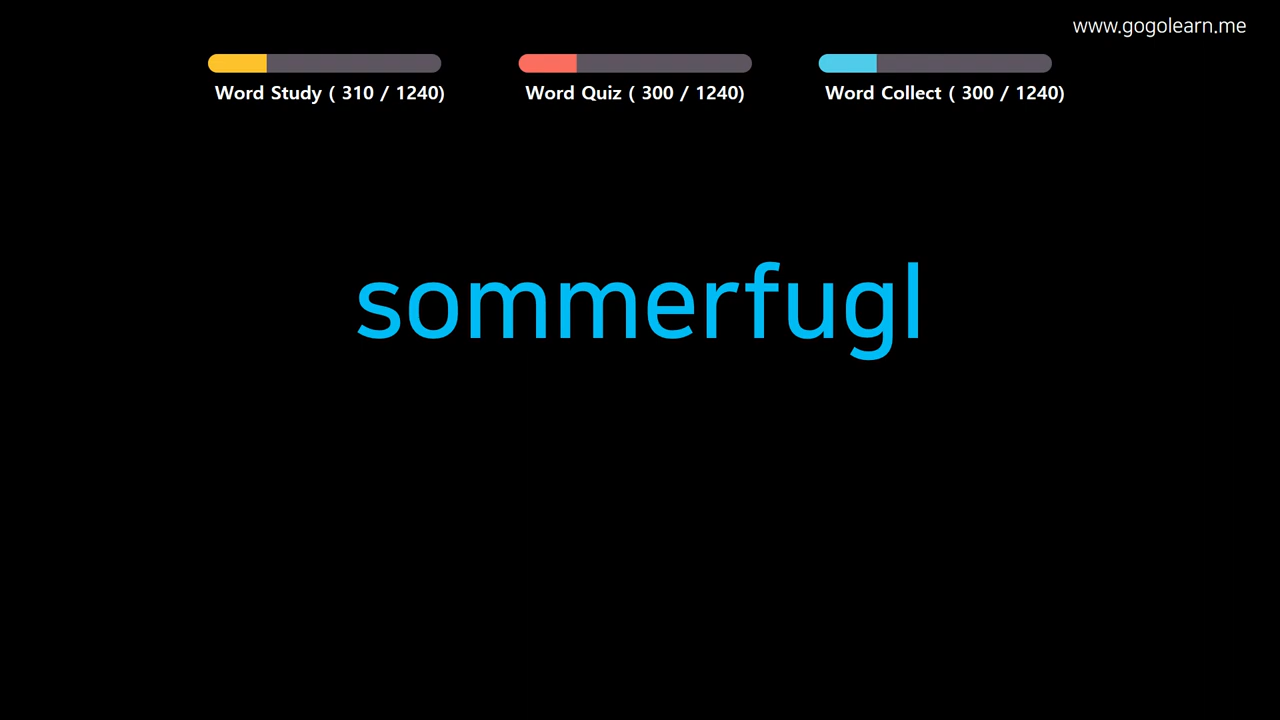 www.gogolearn.me
Word Study ( 310 / 1240)
Word Quiz ( 300 / 1240)
Word Collect ( 300 / 1240)
sommerfugl